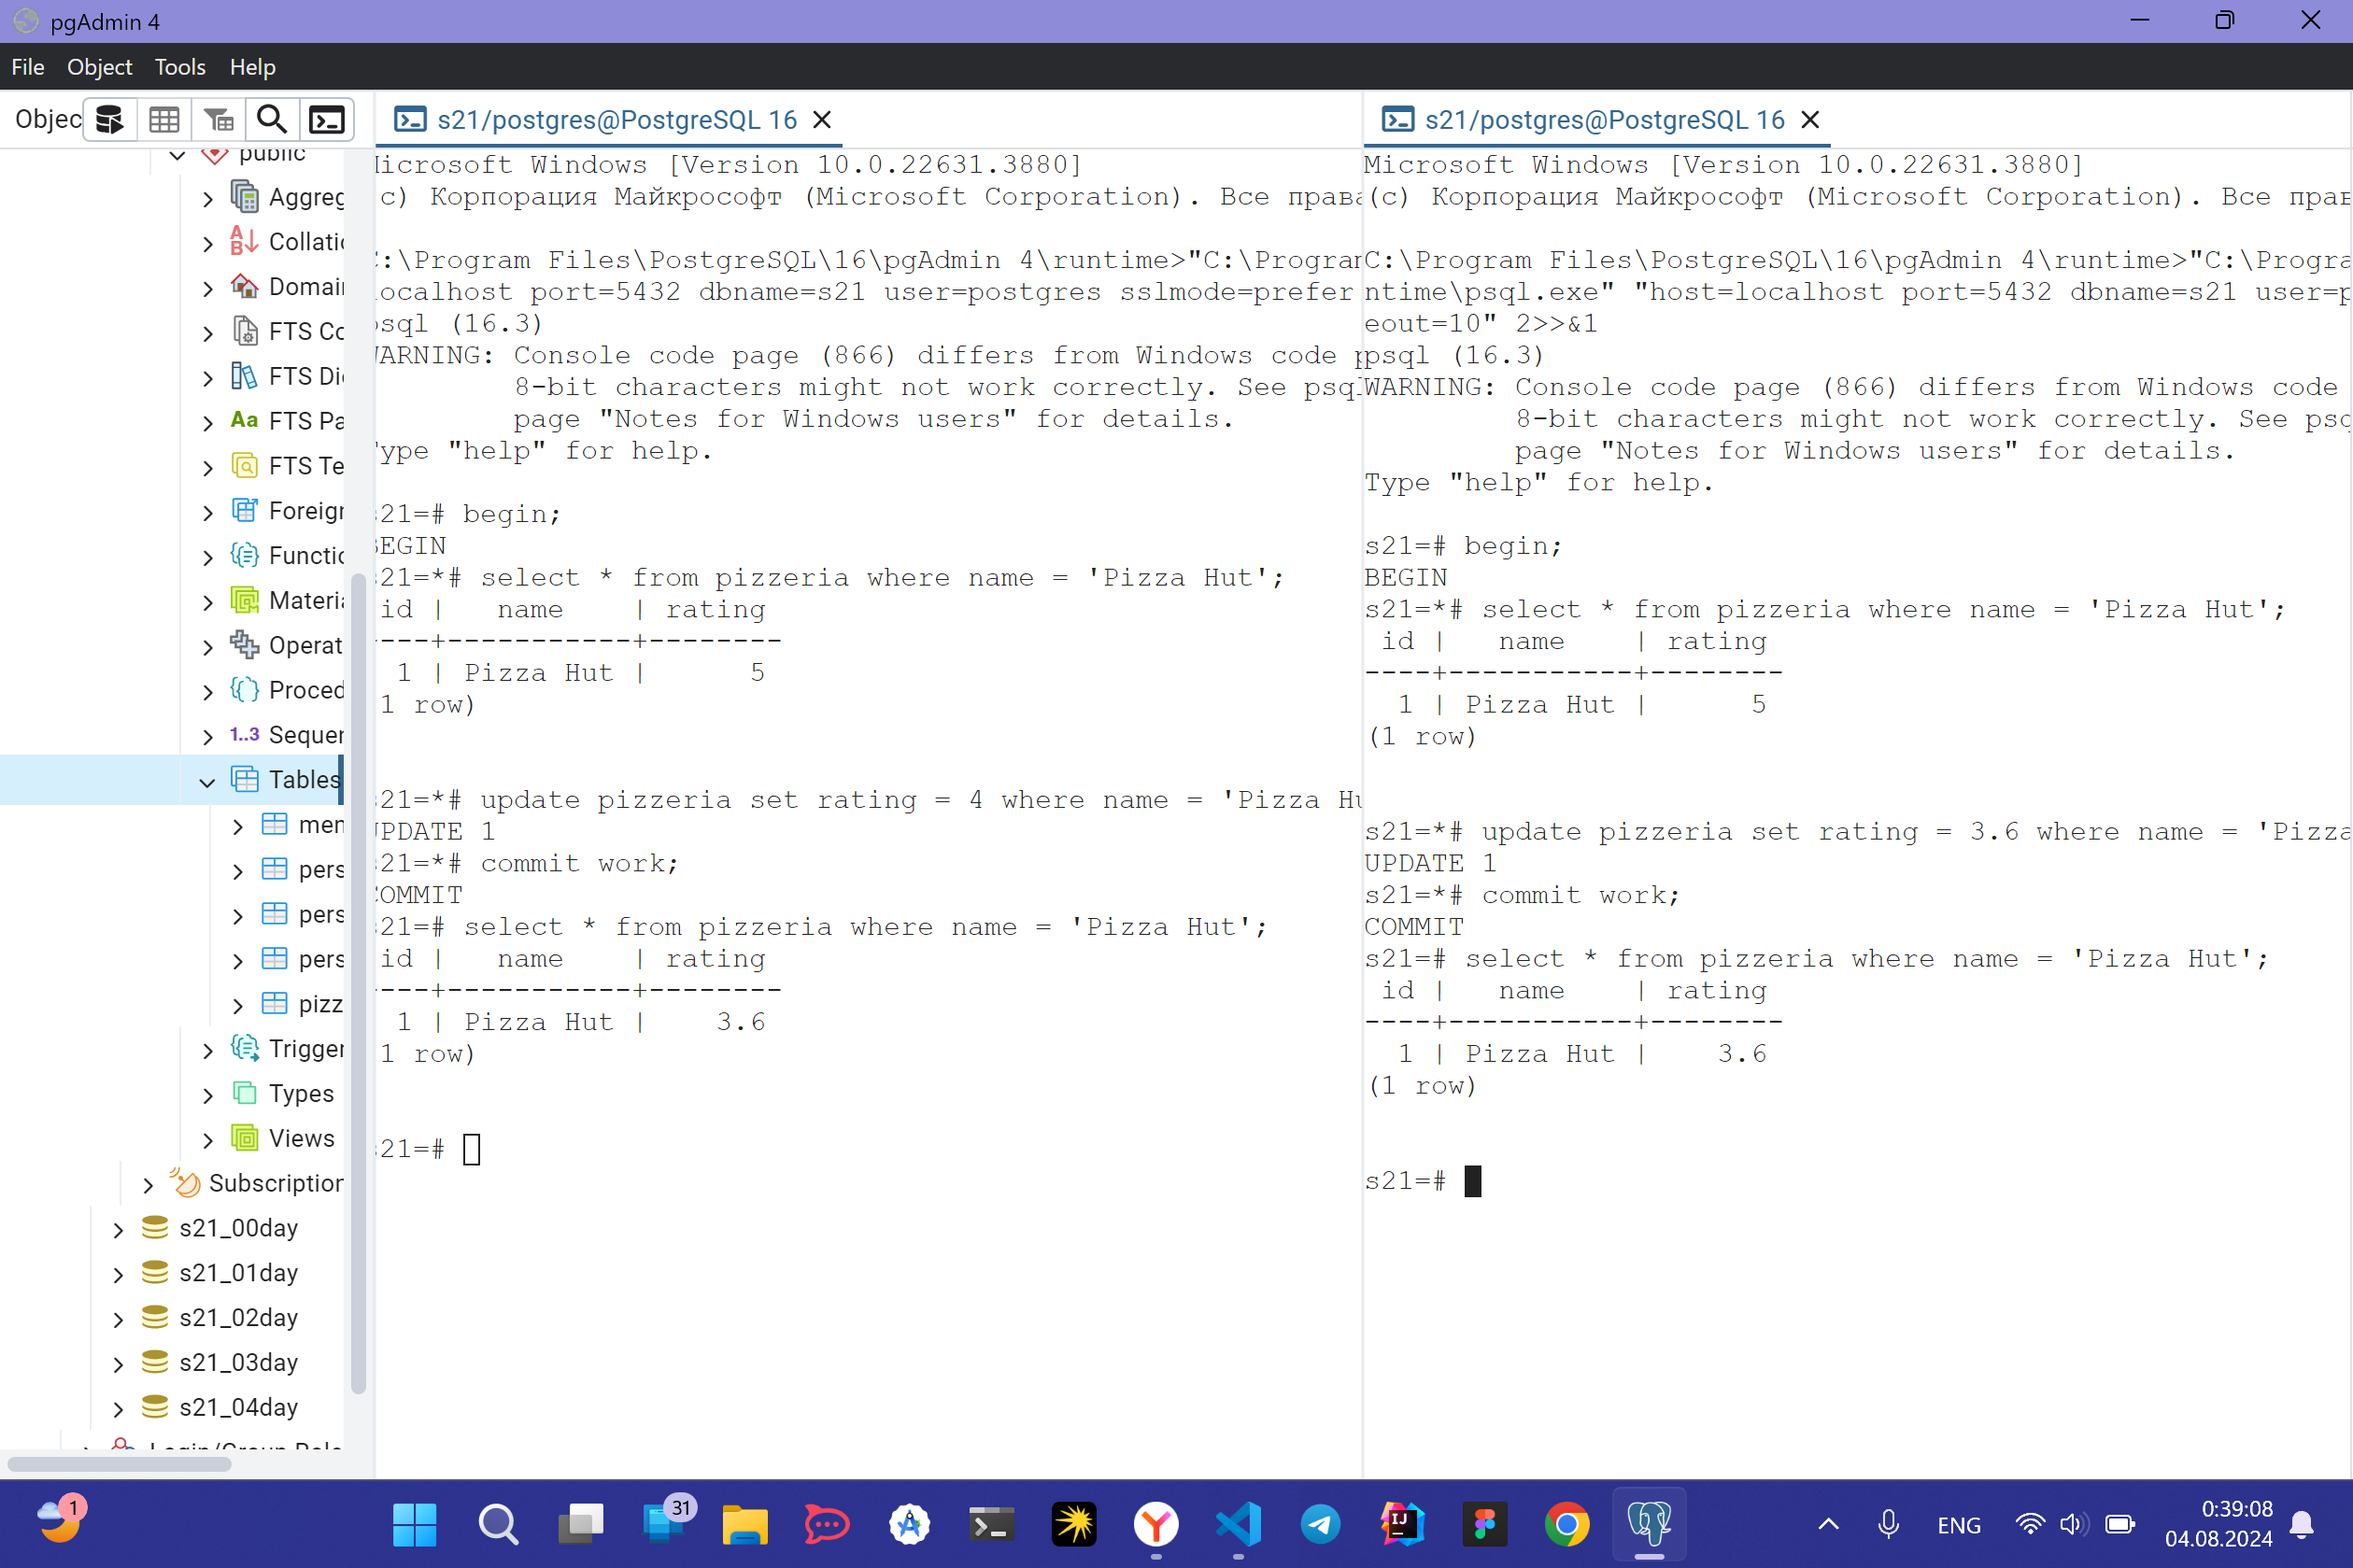 pgAdmin 4
File Object Tools Help
Objec
s21/postgres@PostgreSQL 16
s21/postgres@PostgreSQL 16
public
Aggreg
Collatio
Domai
FTS Co
FTS Di
FTS Pa
FTS Te
Foreign
Functio
Materia
Operat
Proced
1..3 Sequen
Tables
men
pers
pers
pers
pizz
Trigger
Types
Views
Subscription
s21_00day
s21_01day
s21_02day
s21_03day
s21_04day
Login/Group Role
icrosoft Windows [Version 10.0.22631.3880]
c) Корпорация Майкрософт (Microsoft Corporation). Все права
:\Program Files\PostgreSQL\16\pgAdmin 4\runtime>"C:\Program
ocalhost port=5432 dbname=s21 user=postgres sslmode=prefer
sql (16.3)
ARNING: Console code page (866) differs from Windows code p
8-bit characters might not work correctly. See psql
page "Notes for Windows users" for details.
ype "help" for help.
21=# begin;
BEGIN
21=*# select * from pizzeria where name = 'Pizza Hut';
id | name | rating
----+-----------+--------
1 | Pizza Hut | 5
1 row)
21=*# update pizzeria set rating = 4 where name = 'Pizza Hu
UPDATE 1
21=*# commit work;
COMMIT
21=# select * from pizzeria where name = 'Pizza Hut';
id | name | rating
----+-----------+--------
1 | Pizza Hut | 3.6
1 row)
21=#
Microsoft Windows [Version 10.0.22631.3880]
(c) Корпорация Майкрософт (Microsoft Corporation). Все прав
C:\Program Files\PostgreSQL\16\pgAdmin 4\runtime>"C:\Progra
ntime\psql.exe" "host=localhost port=5432 dbname=s21 user=p
eout=10" 2>>&1
psql (16.3)
WARNING: Console code page (866) differs from Windows code
8-bit characters might not work correctly. See psq
page "Notes for Windows users" for details.
Type "help" for help.
s21=# begin;
BEGIN
s21=*# select * from pizzeria where name = 'Pizza Hut';
id | name | rating
----+-----------+--------
1 | Pizza Hut | 5
(1 row)
s21=*# update pizzeria set rating = 3.6 where name = 'Pizza
UPDATE 1
s21=*# commit work;
COMMIT
s21=# select * from pizzeria where name = 'Pizza Hut';
id | name | rating
----+-----------+--------
1 | Pizza Hut | 3.6
(1 row)
s21=#
1
31
ENG
0:39:08
04.08.2024